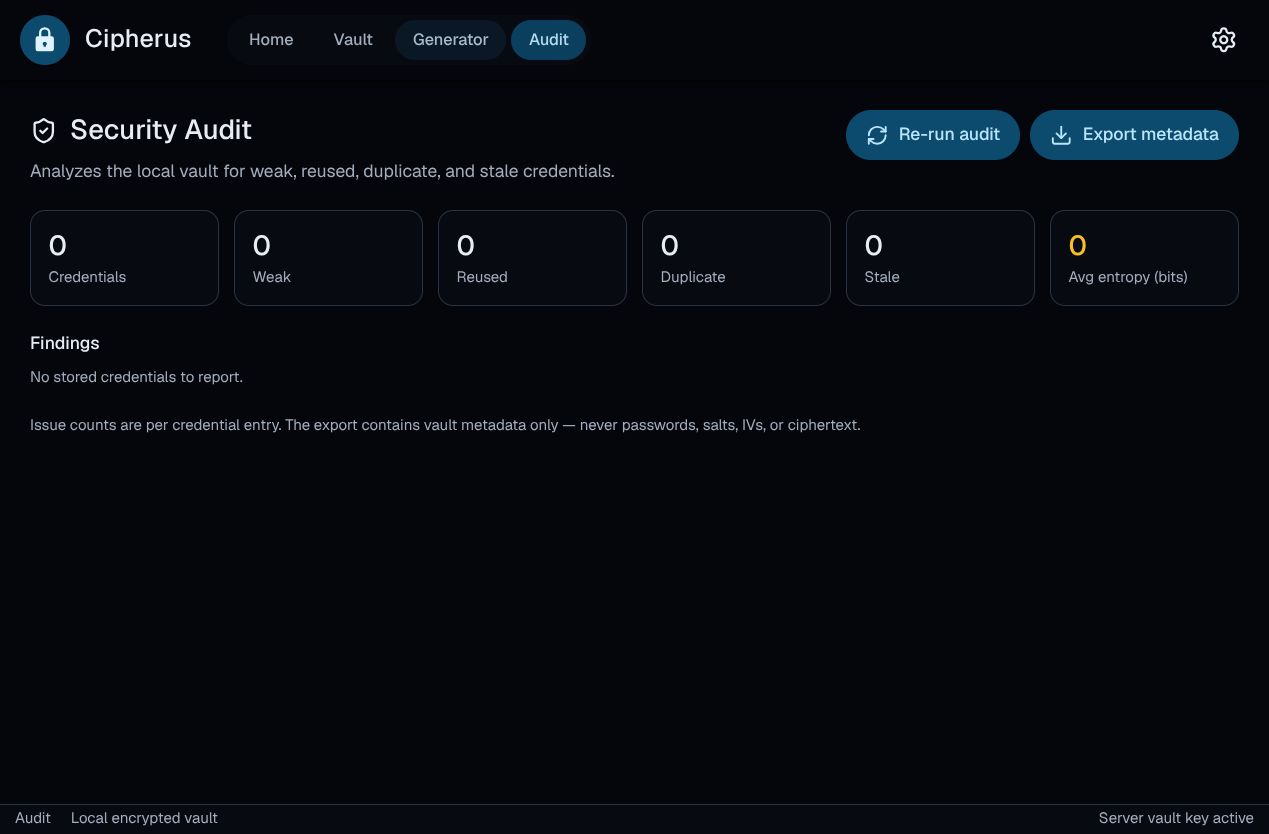 Cipherus
Home Vault Generator Audit
Security Audit
Re-run audit
Export metadata
Analyzes the local vault for weak, reused, duplicate, and stale credentials.
0
Credentials
0
Weak
0
Reused
0
Duplicate
0
Stale
0
Avg entropy (bits)
Findings
No stored credentials to report.
Issue counts are per credential entry. The export contains vault metadata only — never passwords, salts, IVs, or ciphertext.
Audit Local encrypted vault Server vault key active